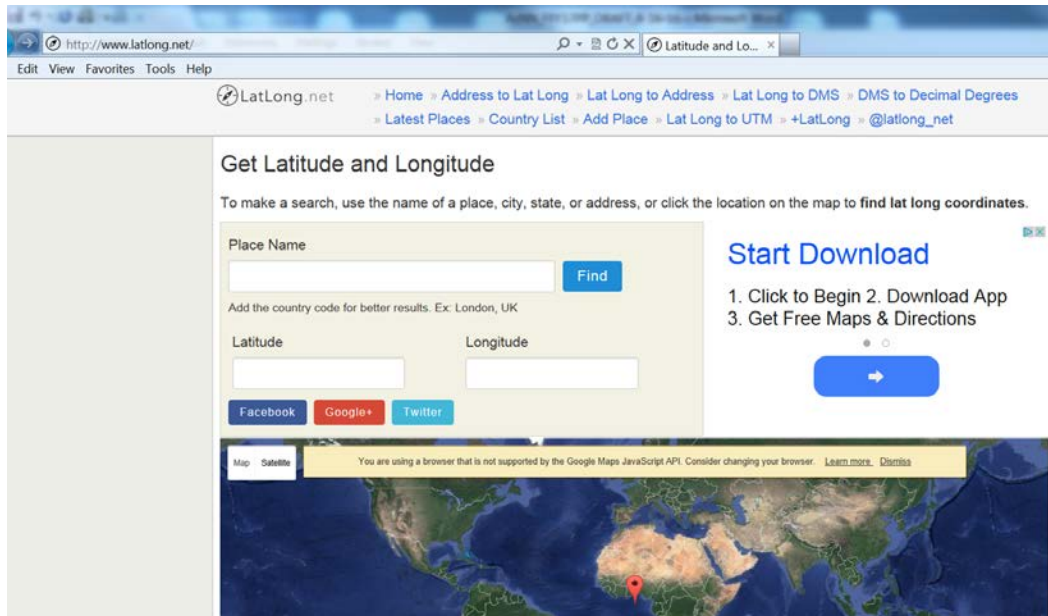 http://www.latlong.net/
Latitude and Lo...
Edit View Favorites Tools Help
LatLong.net
» Home » Address to Lat Long » Lat Long to Address » Lat Long to DMS » DMS to Decimal Degrees
» Latest Places » Country List » Add Place » Lat Long to UTM » +LatLong » @latlong_net
Get Latitude and Longitude
To make a search, use the name of a place, city, state, or address, or click the location on the map to find lat long coordinates.
Place Name
Find
Add the country code for better results. Ex: London, UK
Latitude Longitude
Facebook Google+ Twitter
Start Download
1. Click to Begin 2. Download App
3. Get Free Maps & Directions
Map Satellite
You are using a browser that is not supported by the Google Maps JavaScript API. Consider changing your browser. Learn more Dismiss